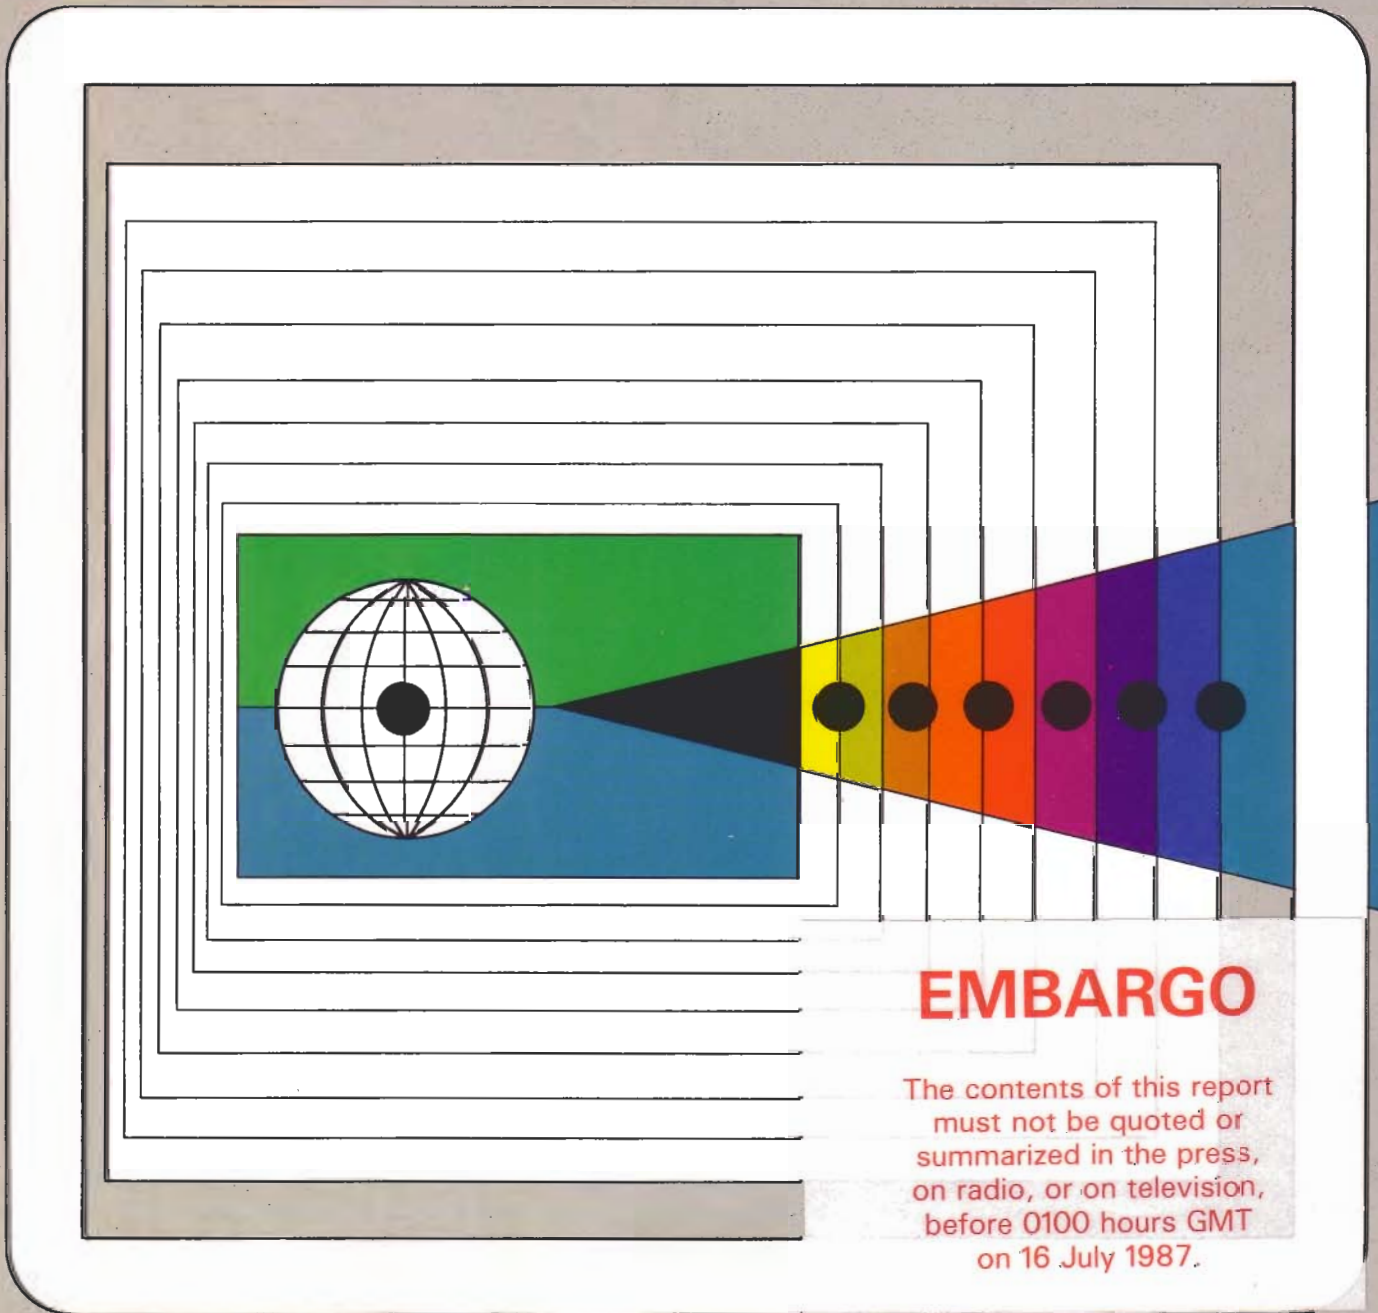 EMBARGO
The contents of this report
must not be quoted or
summarized in the press,
on radio, or on television,
before 0100 hours GMT
on 16 July 1987.